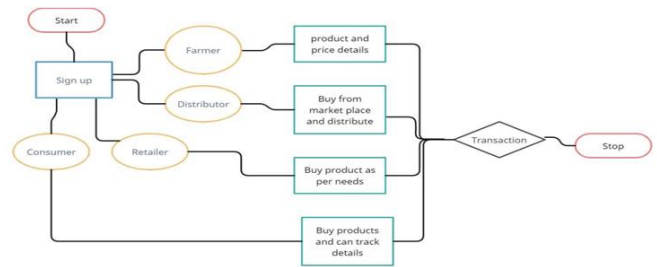 Start
Sign up
Farmer
product and
price details
Distributor
Buy from
market place
and distribute
Transaction
Stop
Consumer
Retailer
Buy product as
per needs
Buy products
and can track
details